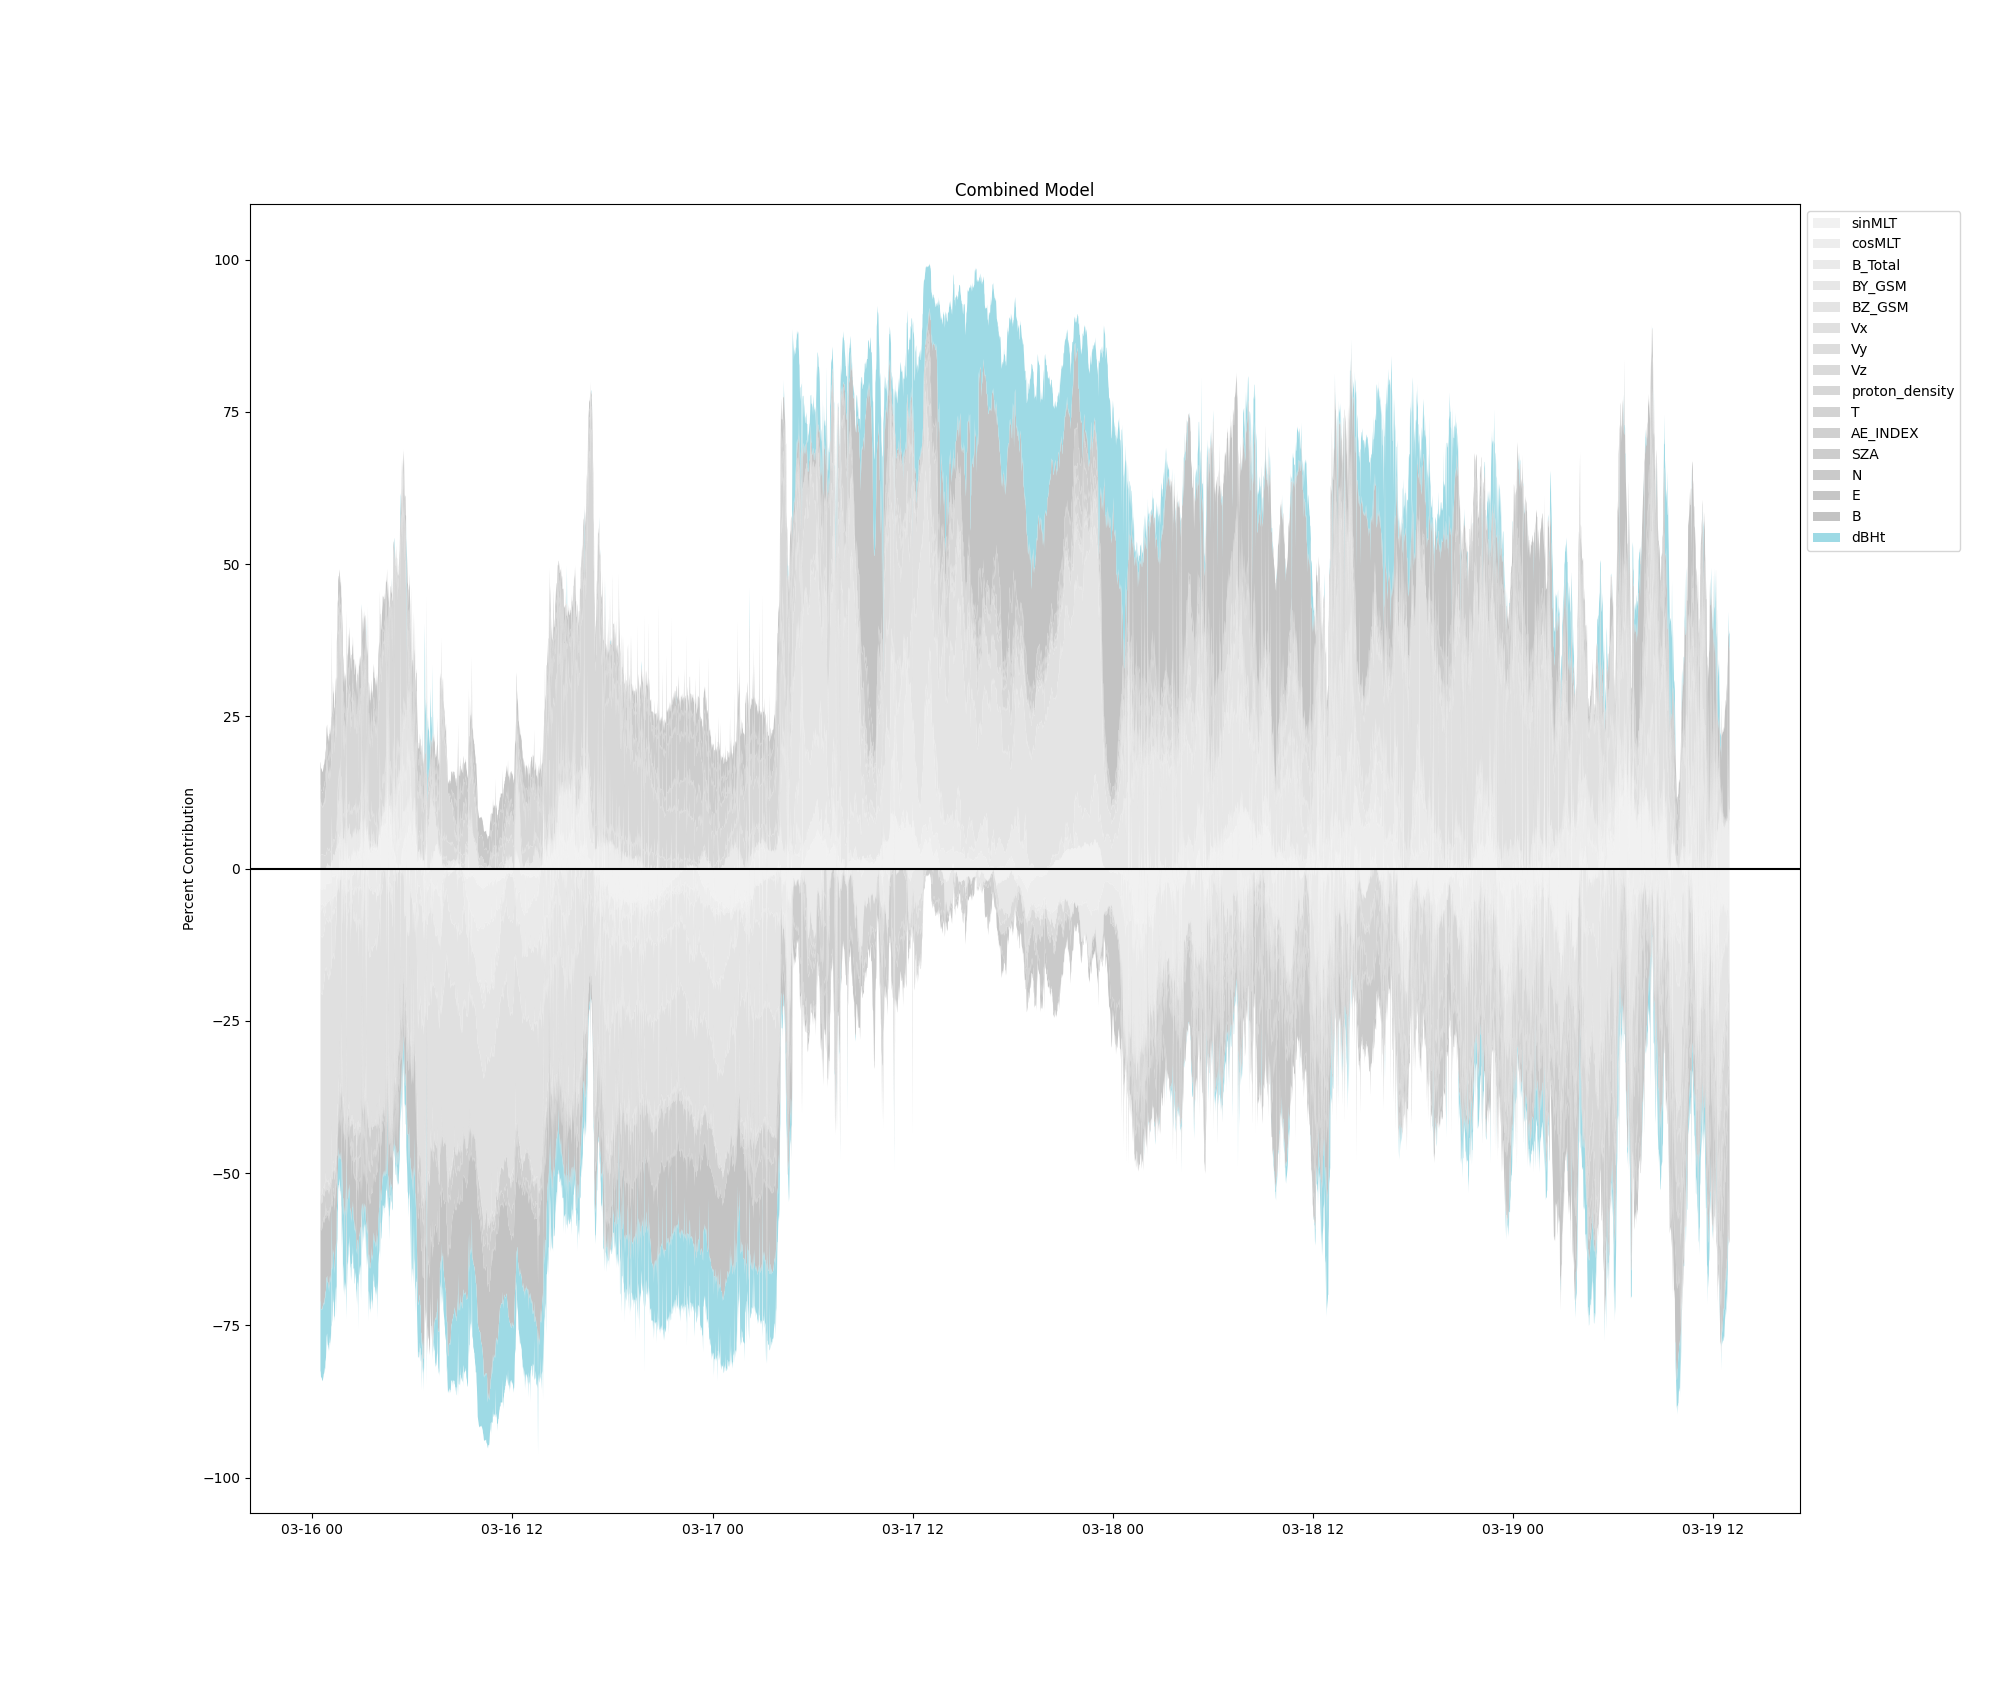 Combined Model
100
75
50
25
0
−25
−50
−75
−100
Percent Contribution
03-16 00
03-16 12
03-17 00
03-17 12
03-18 00
03-18 12
03-19 00
03-19 12
sinMLT
cosMLT
B_Total
BY_GSM
BZ_GSM
Vx
Vy
Vz
proton_density
T
AE_INDEX
SZA
N
E
B
dBHt